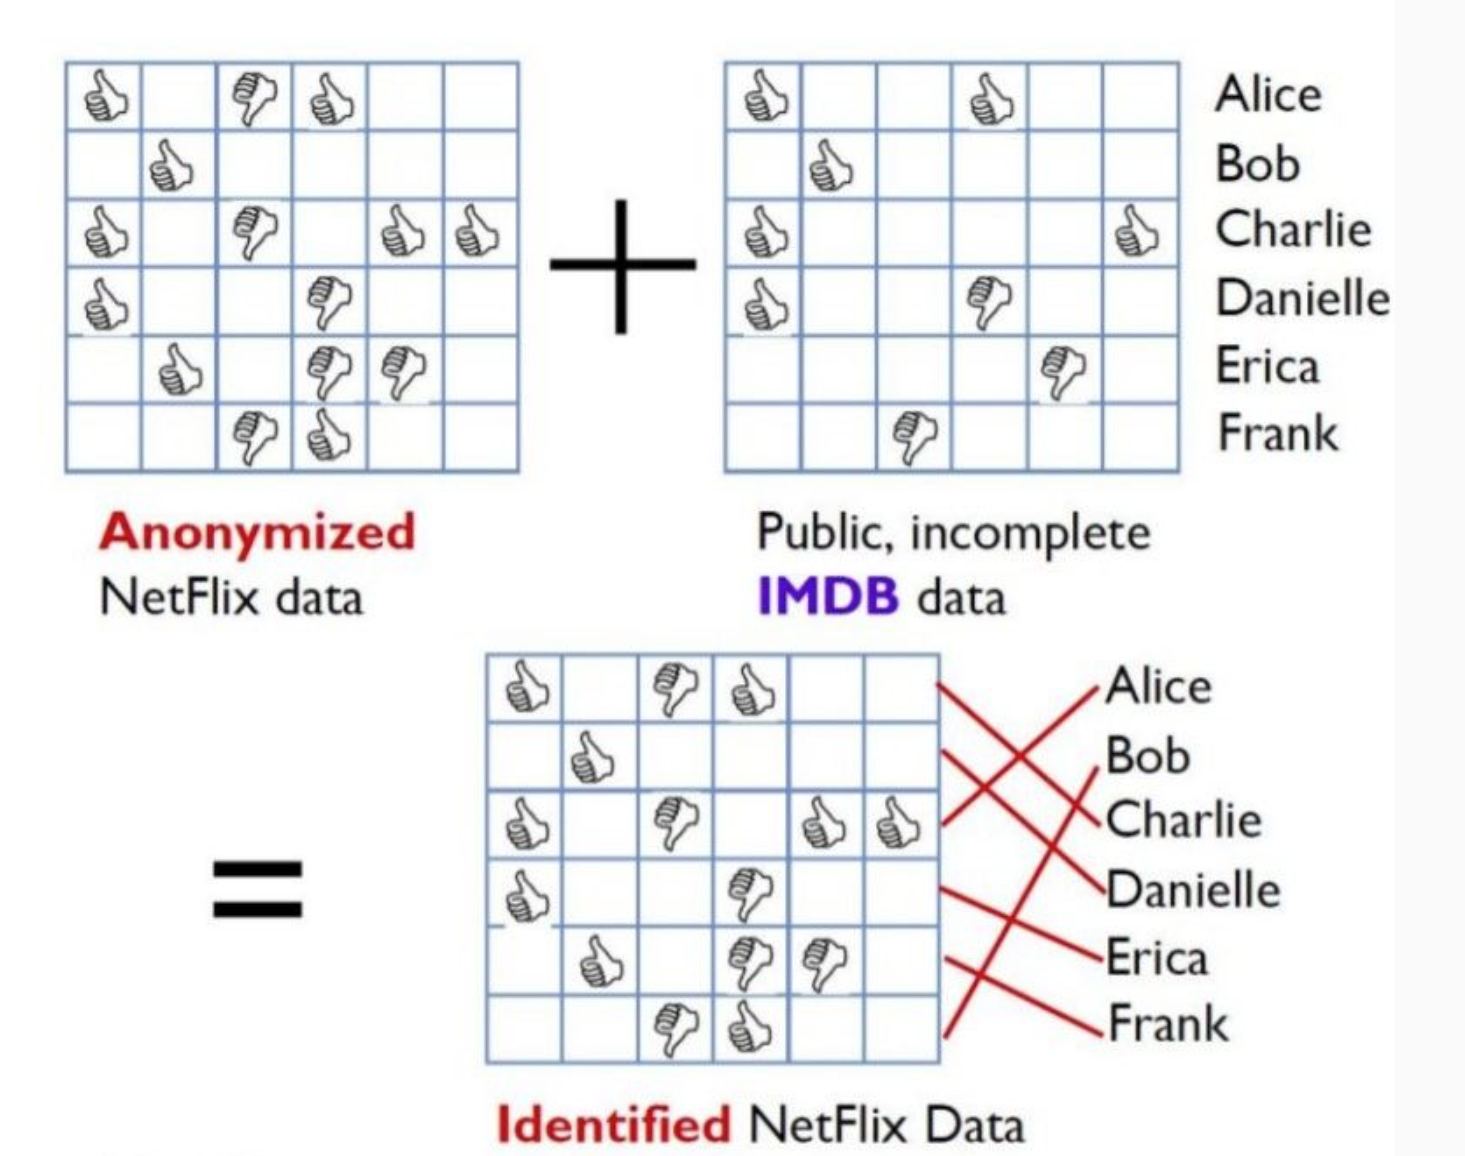 Alice
Bob
Charlie
Danielle
Erica
Frank
Anonymized
NetFlix data
Public, incomplete
IMDB data
Alice
Bob
Charlie
Danielle
Erica
Frank
Identified NetFlix Data